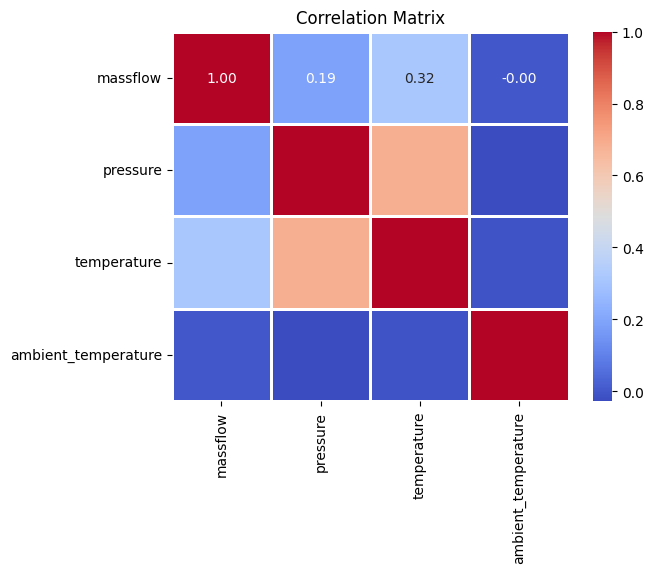 Correlation Matrix
massflow
1.00 0.19 0.32 -0.00
pressure
temperature
ambient_temperature
massflow
pressure
temperature
ambient_temperature
1.0
0.8
0.6
0.4
0.2
0.0